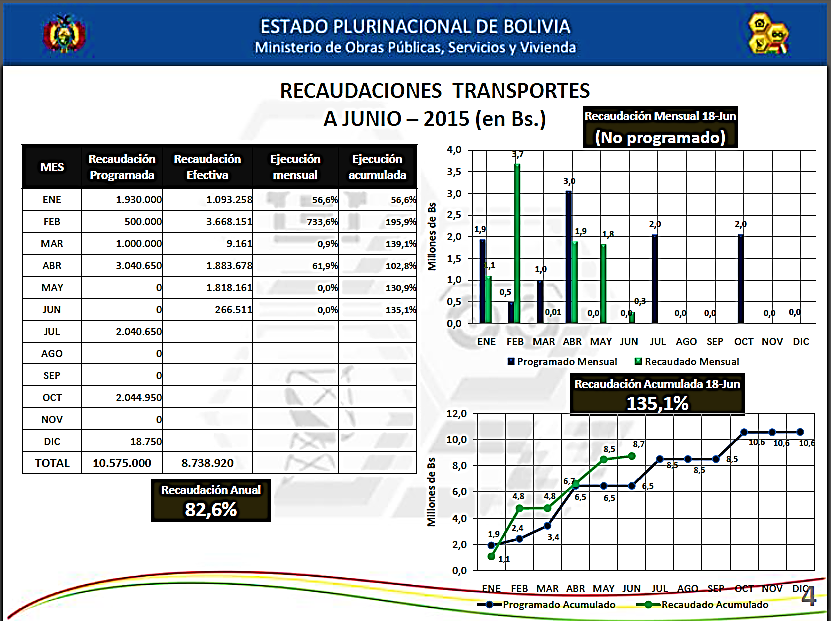 ESTADO PLURINACIONAL DE BOLIVIA
Ministerio de Obras Públicas, Servicios y Vivienda
RECAUDACIONES TRANSPORTES
A JUNIO – 2015 (en Bs.)
MES Recaudación Programada Recaudación Efectiva Ejecución mensual Ejecución acumulada
ENE 1.930.000 1.093.258 56,6% 56,6%
FEB 500.000 3.668.151 733,6% 195,9%
MAR 1.000.000 9.161 0,9% 139,1%
ABR 3.040.650 1.883.678 61,9% 102,8%
MAY 0 1.818.161 0,0% 130,9%
JUN 0 266.511 0,0% 135,1%
JUL 2.040.650
AGO 0
SEP 0
OCT 2.044.950
NOV 0
DIC 18.750
TOTAL 10.575.000 8.738.920
Recaudación Anual
82,6%
Recaudación Mensual 18-Jun
(No programado)
Millones de Bs
4,0
3,5
3,0
2,5
2,0
1,5
1,0
0,5
0,0
1,9 1,1 0,5 3,7 1,0 0,01 3,0 1,9 0,0 1,8 0,0 0,3 2,0 0,0 0,0 2,0 0,0 0,0
ENE FEB MAR ABR MAY JUN JUL AGO SEP OCT NOV DIC
Programado Mensual Recaudado Mensual
Recaudación Acumulada 18-Jun
135,1%
Millones de Bs
12,0
10,0
8,0
6,0
4,0
2,0
0,0
1,9 2,4 3,4 6,5 6,5 6,5 8,5 8,5 8,5 10,6 10,6 10,6
1,1 4,8 4,8 6,7 8,5 8,7
ENE FEB MAR ABR MAY JUN JUL AGO SEP OCT NOV DIC
Programado Acumulado Recaudado Acumulado
4